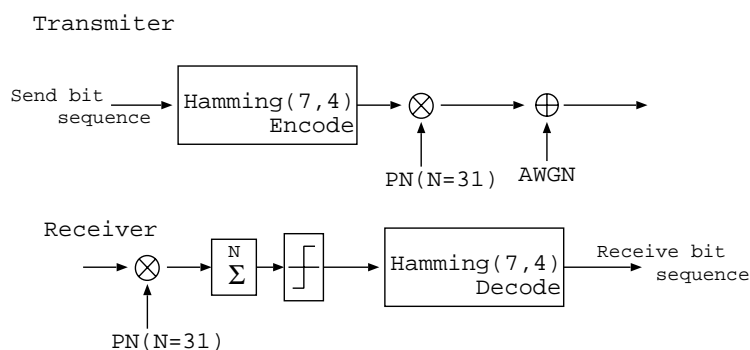 Transmiter
Send bit
sequence
Hamming(7,4)
Encode
PN(N=31)
AWGN
Receiver
N
Σ
Hamming(7,4)
Decode
Receive bit
sequence
PN(N=31)